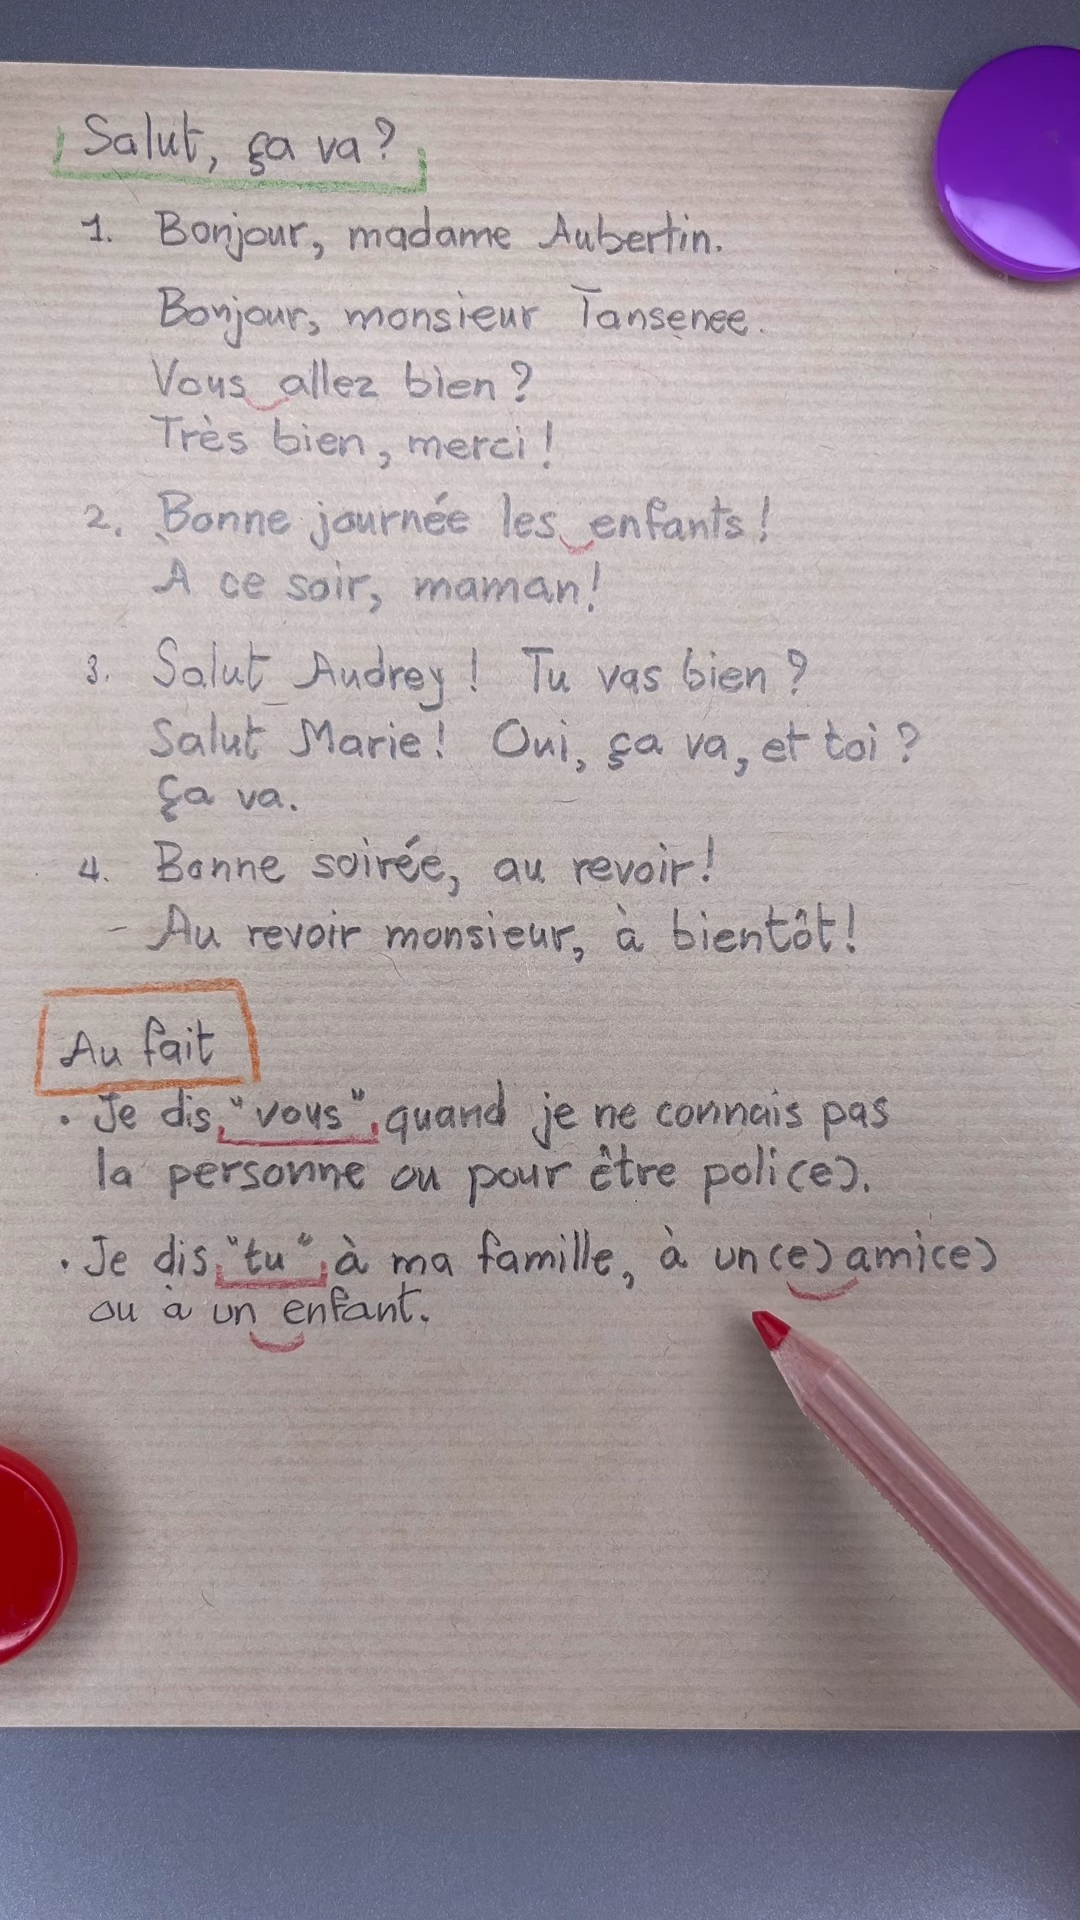 Salut, ça va ?
1. Bonjour, madame Aubertin.
Bonjour, monsieur Tansenee.
Vous allez bien ?
Très bien, merci !
2. Bonne journée les enfants !
À ce soir, maman !
3. Salut Audrey ! Tu vas bien ?
Salut Marie ! Oui, ça va, et toi ?
Ça va.
4. Bonne soirée, au revoir !
- Au revoir monsieur, à bientôt !
Au fait
. Je dis "vous" quand je ne connais pas
la personne ou pour être poli(e).
. Je dis "tu" à ma famille, à un(e) ami(e)
ou à un enfant.